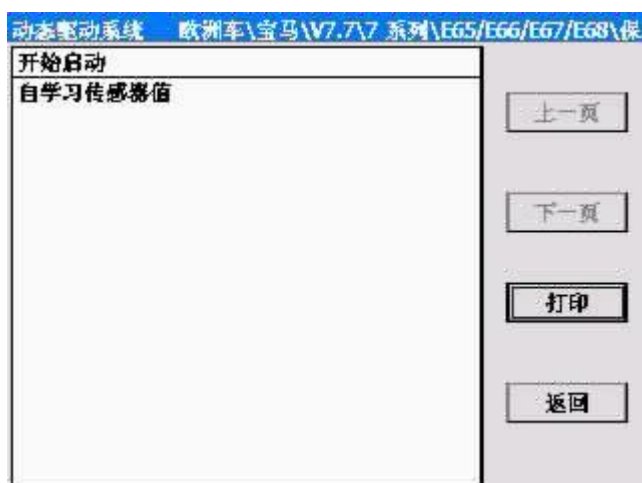 动态驱动系统 欧洲车\宝马\V7.7\7 系列\E65/E66/E67/E68\保
开始启动
自学习传感器值
上一页
下一页
打印
返回